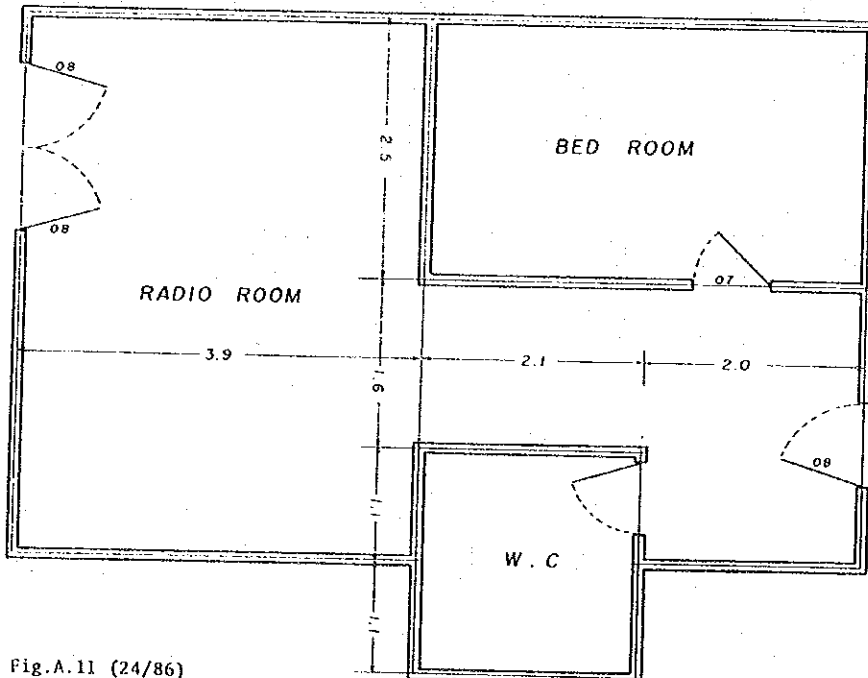 08
2.5
BED ROOM
08
07
RADIO ROOM
3.9
2.1
2.0
1.6
08
1.1
W.C
1.1
Fig.A.11 (24/86)